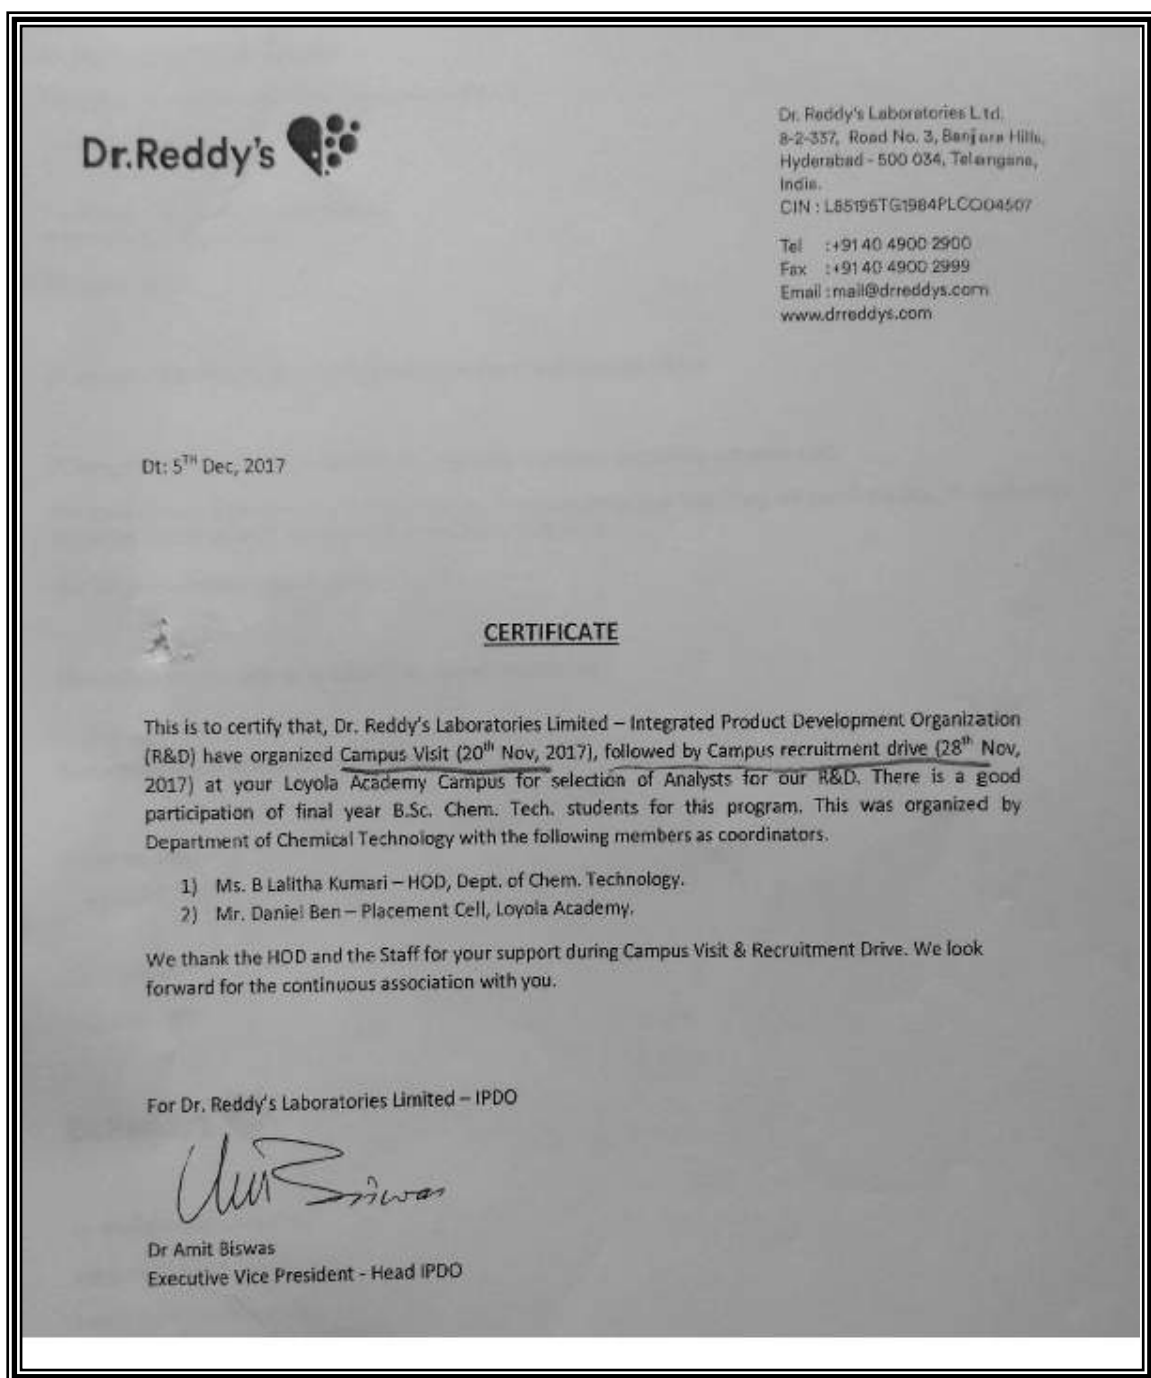 Dr.Reddy's
Dr. Reddy's Laboratories Ltd.
8-2-337, Road No. 3, Banjara Hills,
Hyderabad - 500 034, Telangana,
India.
CIN : L85195TG1984PLC004507
Tel :+91 40 4900 2900
Fax :+91 40 4900 2999
Email :mail@drreddys.com
www.drreddys.com
Dt: 5TH Dec, 2017
CERTIFICATE
This is to certify that, Dr. Reddy's Laboratories Limited – Integrated Product Development Organization
(R&D) have organized Campus Visit (20th Nov, 2017), followed by Campus recruitment drive (28th Nov,
2017) at your Loyola Academy Campus for selection of Analysts for our R&D. There is a good
participation of final year B.Sc. Chem. Tech. students for this program. This was organized by
Department of Chemical Technology with the following members as coordinators.
1) Ms. B Lalitha Kumari – HOD, Dept. of Chem. Technology.
2) Mr. Daniel Ben – Placement Cell, Loyola Academy.
We thank the HOD and the Staff for your support during Campus Visit & Recruitment Drive. We look
forward for the continuous association with you.
For Dr. Reddy's Laboratories Limited – IPDO
Biswas
Dr Amit Biswas
Executive Vice President - Head IPDO